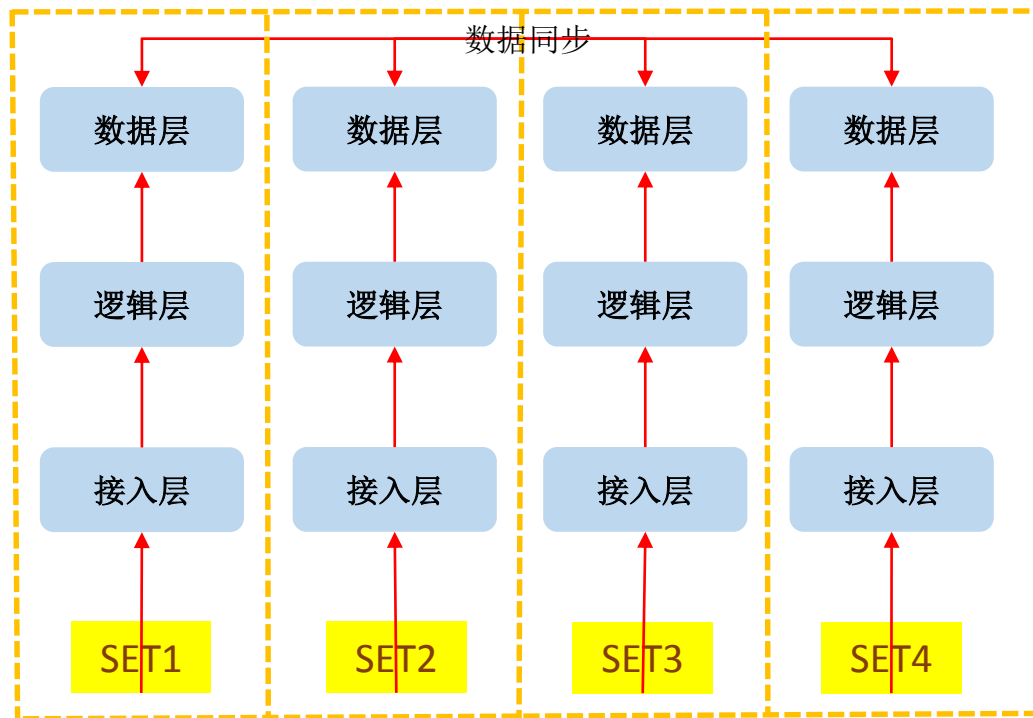 数据同步
数据层 数据层 数据层 数据层
逻辑层 逻辑层 逻辑层 逻辑层
接入层 接入层 接入层 接入层
SET1 SET2 SET3 SET4